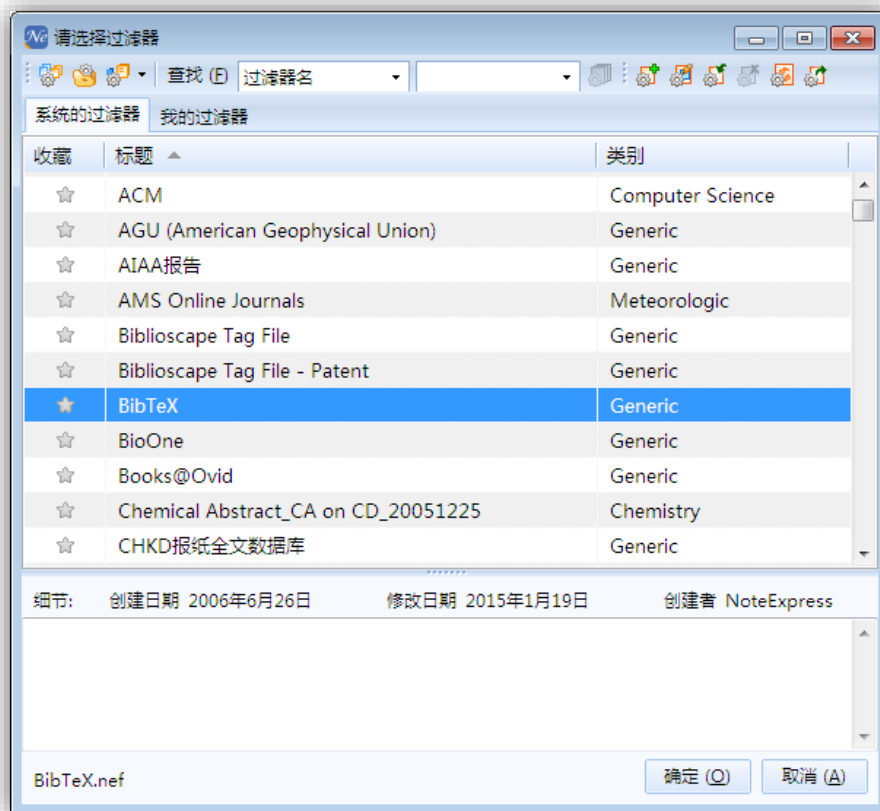 Ne 请选择过滤器
查找 (F) 过滤器名
系统的过滤器 我的过滤器
收藏 标题 类别
ACM Computer Science
AGU (American Geophysical Union) Generic
AIAA报告 Generic
AMS Online Journals Meteorologic
Biblioscape Tag File Generic
Biblioscape Tag File - Patent Generic
BibTeX Generic
BioOne Generic
Books@Ovid Generic
Chemical Abstract_CA on CD_20051225 Chemistry
CHKD报纸全文数据库 Generic
细节: 创建日期 2006年6月26日 修改日期 2015年1月19日 创建者 NoteExpress
BibTeX.nef 确定 (O) 取消 (A)